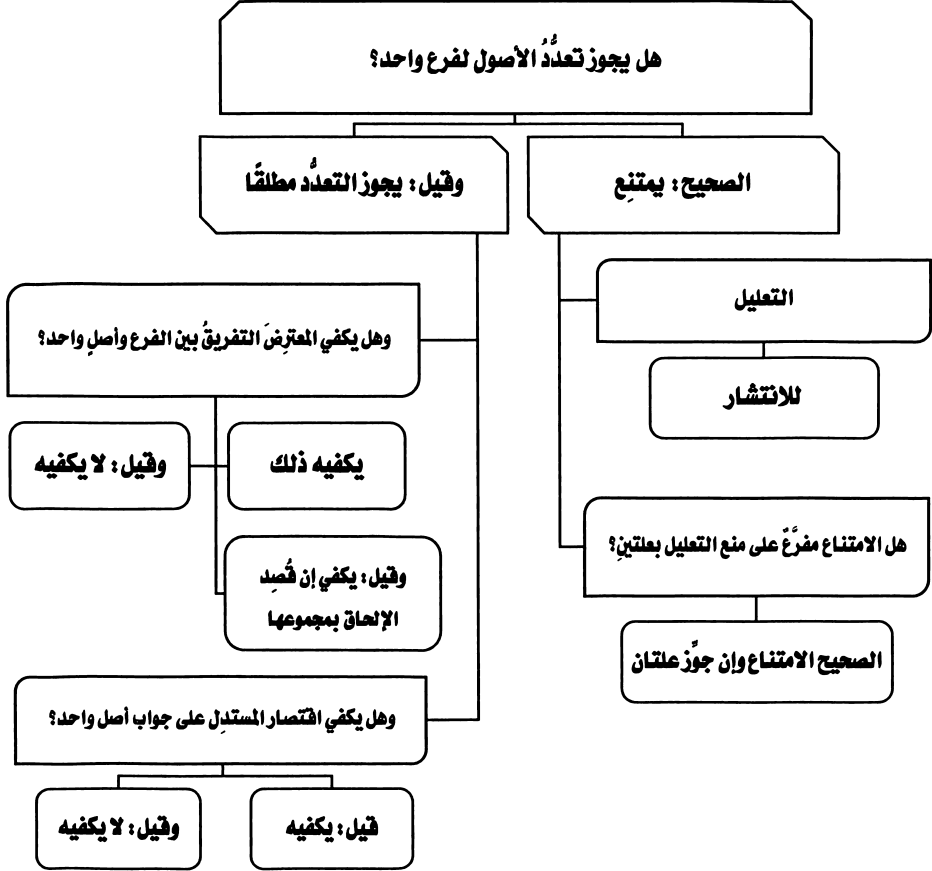 هل يجوز تعدُّدُ الأصول لفرع واحد؟
الصحيح: يمتنِع
وقيل: يجوز التعدُّد مطلقًا
التعليل
للانتشار
هل الامتناع مفرَّعٌ على منع التعليل بعلتينِ؟
الصحيح الامتناع وإن جوِّز علتان
وهل يكفي المعترِضَ التفريقُ بين الفرع وأصلٍ واحد؟
يكفيه ذلك
وقيل: لا يكفيه
وقيل: يكفي إن قُصِد
الإلحاق بمجموعها
وهل يكفي اقتصار المستدِل على جواب أصل واحد؟
قيل: يكفيه
وقيل: لا يكفيه